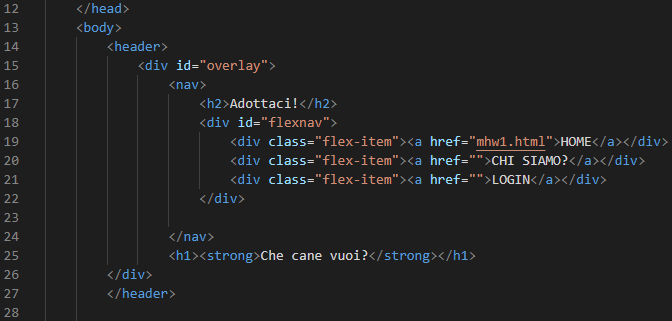 12 </head>
13 <body>
14 <header>
15 <div id="overlay">
16 <nav>
17 <h2>Adottaci!</h2>
18 <div id="flexnav">
19 <div class="flex-item"><a href="mhw1.html">HOME</a></div>
20 <div class="flex-item"><a href="">CHI SIAMO?</a></div>
21 <div class="flex-item"><a href="">LOGIN</a></div>
22 </div>
23
24 </nav>
25 <h1><strong>Che cane vuoi?</strong></h1>
26 </div>
27 </header>
28